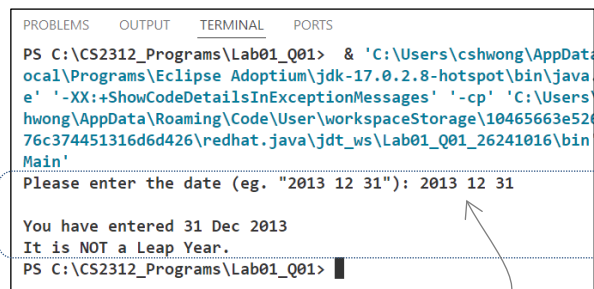 PROBLEMS OUTPUT TERMINAL PORTS
PS C:\CS2312_Programs\Lab01_Q01> & 'C:\Users\cshwong\AppData
ocal\Programs\Eclipse Adoptium\jdk-17.0.2.8-hotspot\bin\java.
e' '-XX:+ShowCodeDetailsInExceptionMessages' '-cp' 'C:\Users\
hwong\AppData\Roaming\Code\User\workspaceStorage\10465663e526
76c374451316d6d426\redhat.java\jdt_ws\Lab01_Q01_26241016\bin'
Main'
Please enter the date (eg. "2013 12 31"): 2013 12 31
You have entered 31 Dec 2013
It is NOT a Leap Year.
PS C:\CS2312_Programs\Lab01_Q01>